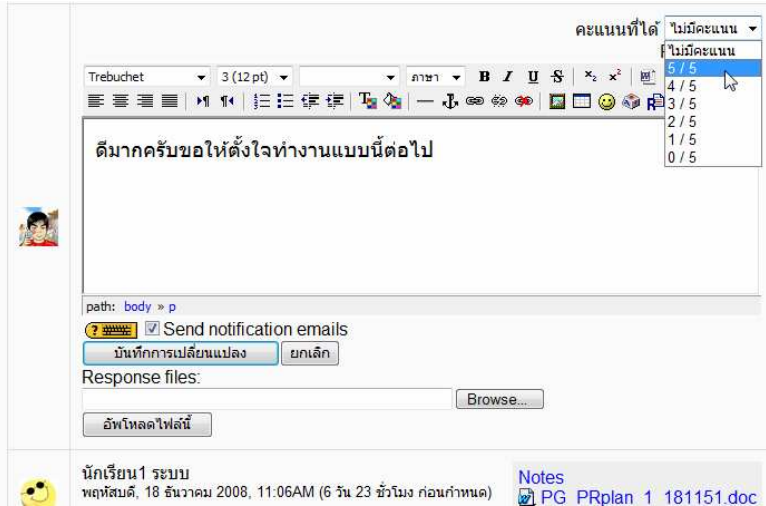 คะแนนที่ได้ ไม่มีคะแนน
ไม่มีคะแนน
5 / 5
4 / 5
3 / 5
2 / 5
1 / 5
0 / 5
Trebuchet 3 (12 pt) ภาษา B I U S x₂ x²
ดีมากครับขอให้ตั้งใจทำงานแบบนี้ต่อไป
path: body » p
Send notification emails
บันทึกการเปลี่ยนแปลง ยกเลิก
Response files:
Browse...
อัพโหลดไฟล์นี้
นักเรียน1 ระบบ
พฤหัสบดี, 18 ธันวาคม 2008, 11:06AM (6 วัน 23 ชั่วโมง ก่อนกำหนด)
Notes
PG_PRplan_1_181151.doc